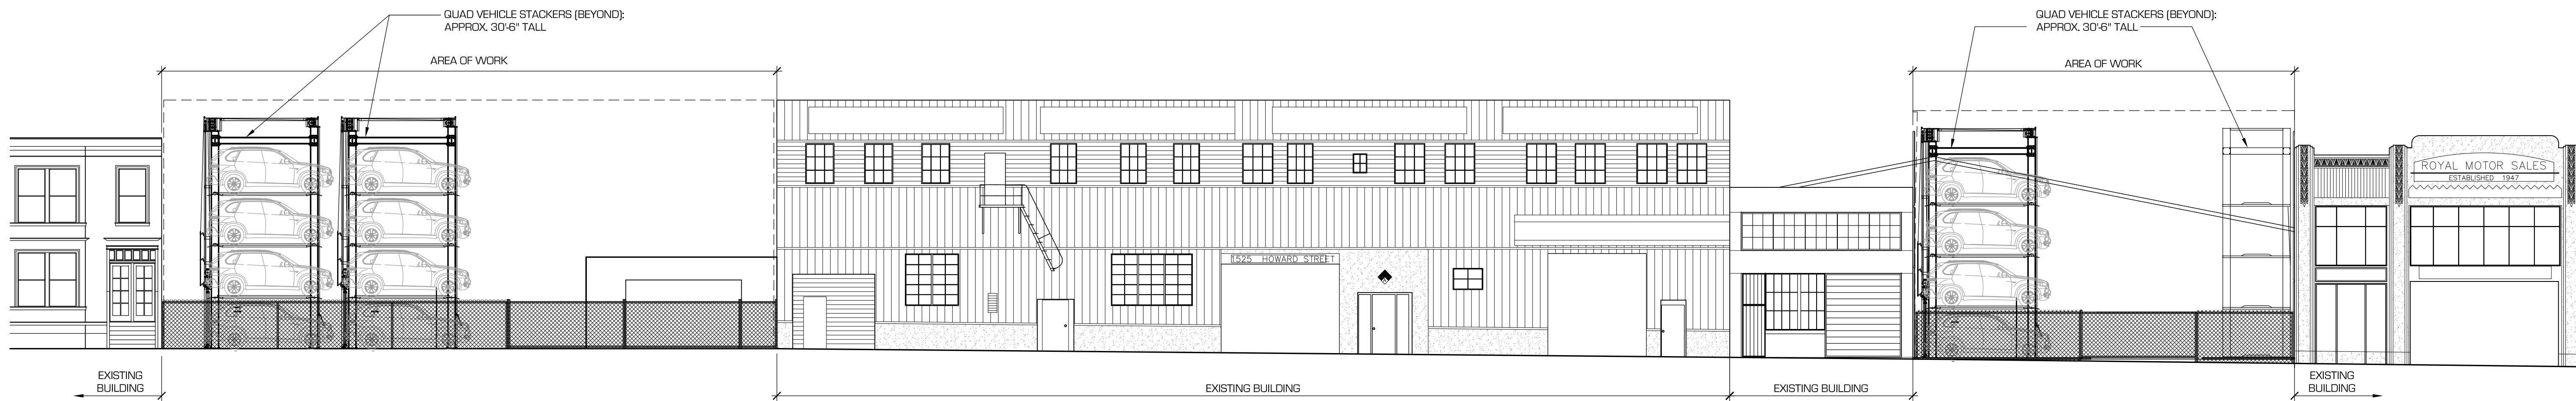 QUAD VEHICLE STACKERS (BEYOND):
APPROX. 30'-6" TALL
AREA OF WORK
QUAD VEHICLE STACKERS (BEYOND):
APPROX. 30'-6" TALL
AREA OF WORK
ROYAL MOTOR SALES
ESTABLISHED 1947
1525 HOWARD STREET
EXISTING
BUILDING
EXISTING BUILDING
EXISTING BUILDING
EXISTING
BUILDING